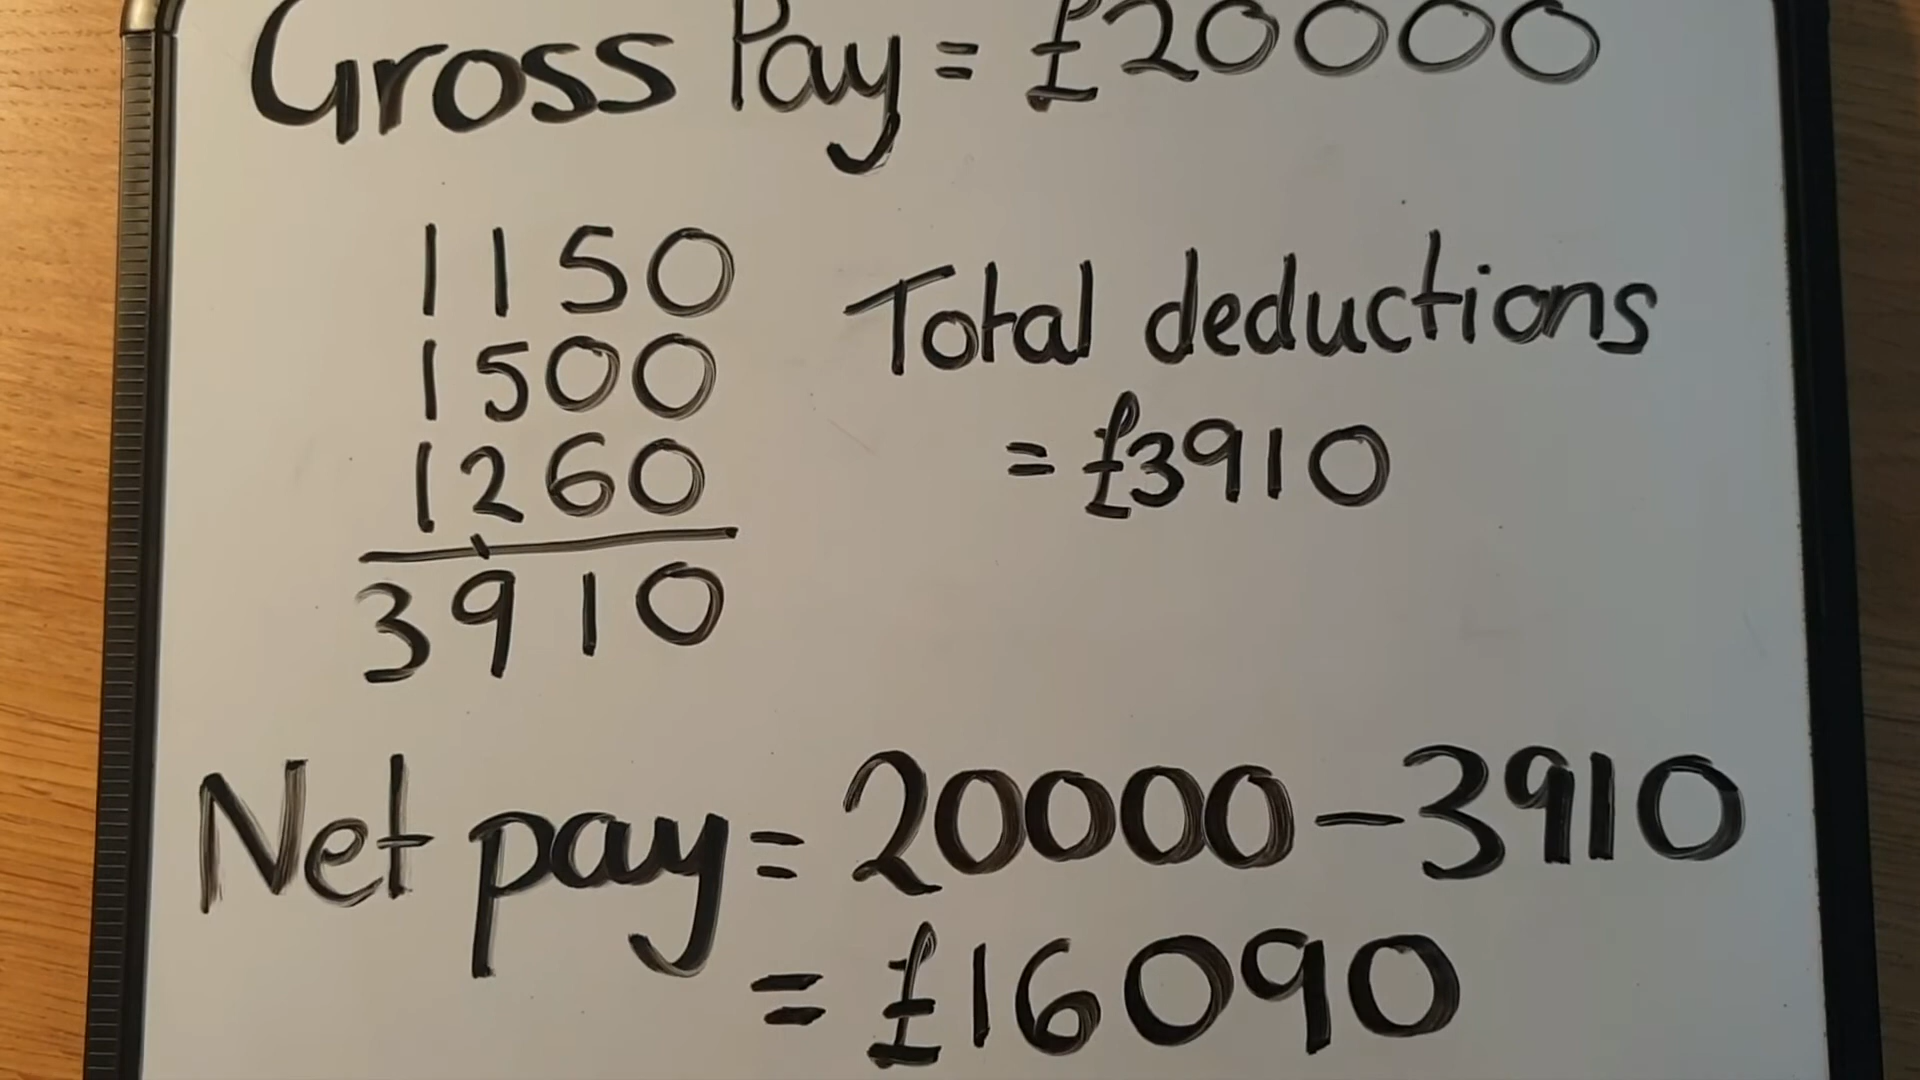 Gross Pay = £20000
1150
1500
1260
3910
Total deductions
= £3910
Net pay = 20000 - 3910
= £16090